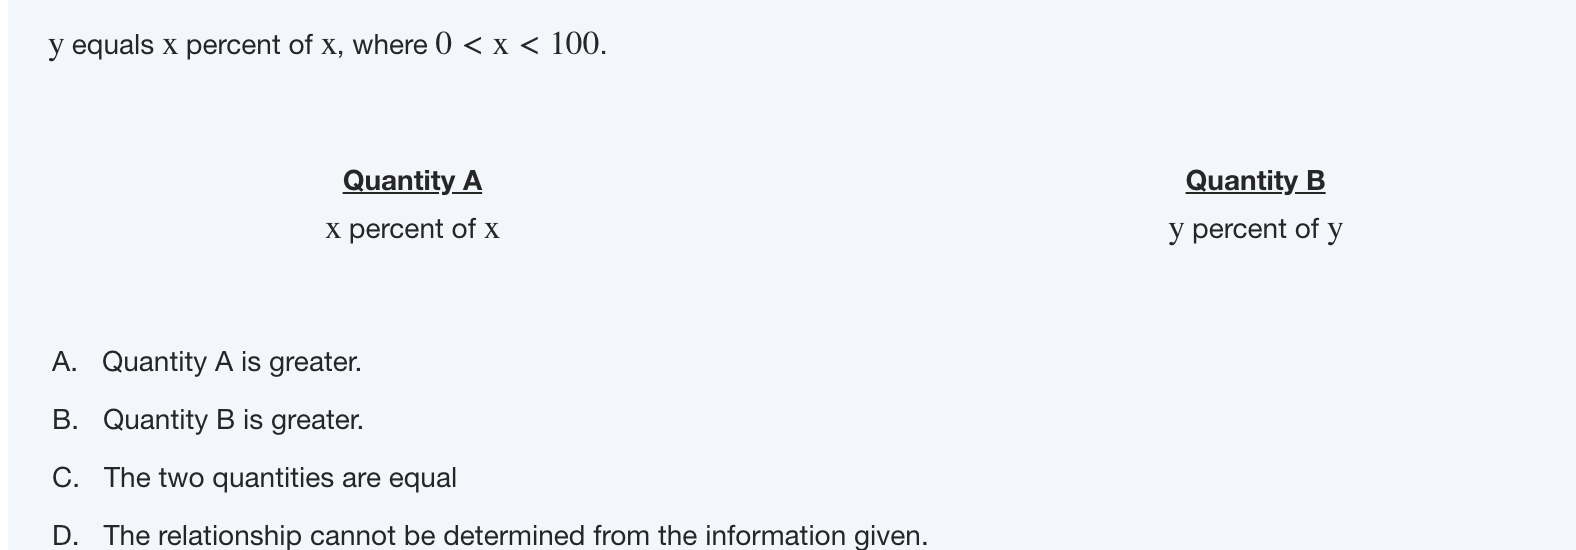 y equals x percent of x, where 0 < x < 100.
Quantity A
Quantity B
x percent of x
y percent of y
A. Quantity A is greater.
B. Quantity B is greater.
C. The two quantities are equal
D. The relationship cannot be determined from the information given.